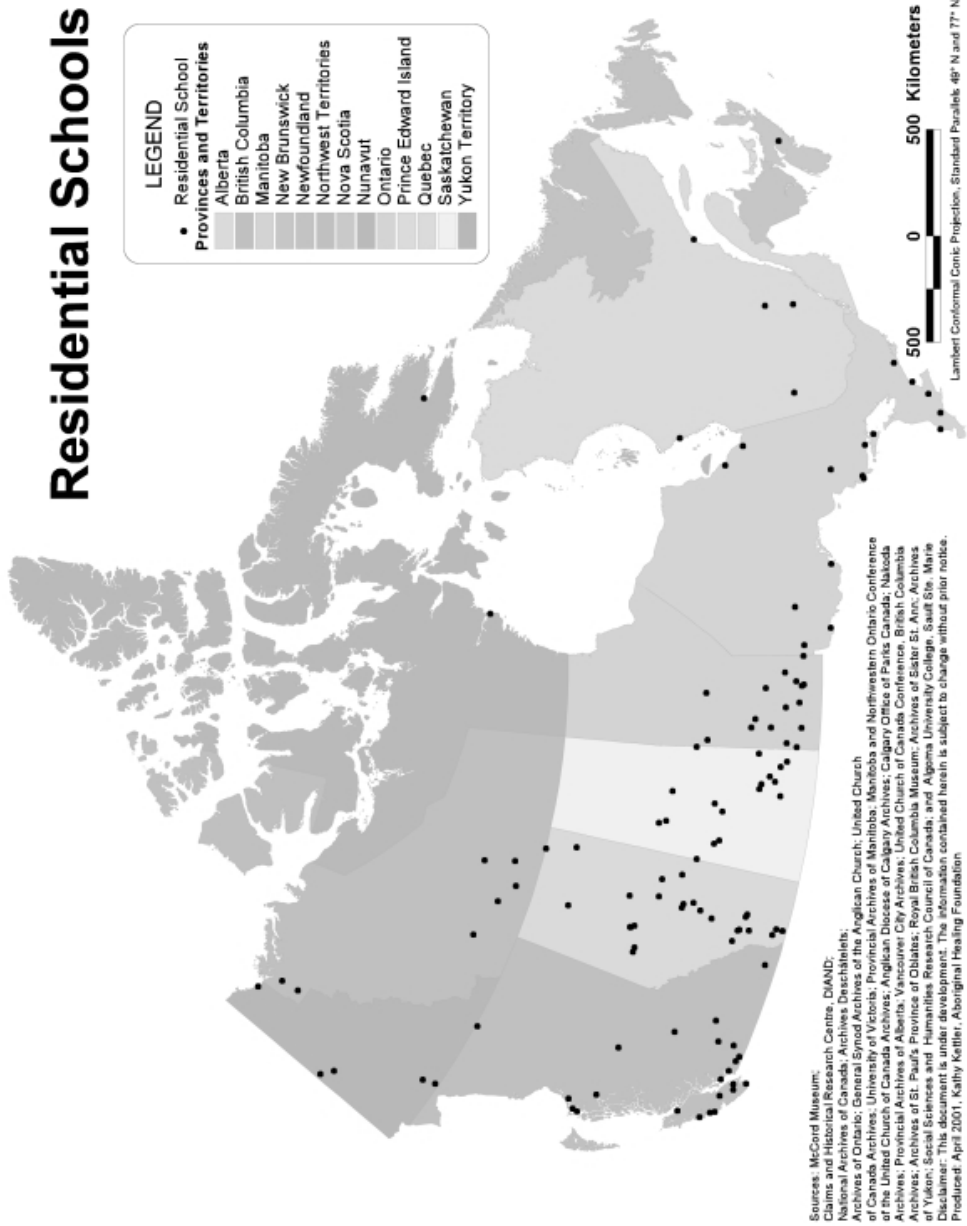 Residential Schools
LEGEND
Residential School
Provinces and Territories
Alberta
British Columbia
Manitoba
New Brunswick
Newfoundland
Northwest Territories
Nova Scotia
Nunavut
Ontario
Prince Edward Island
Quebec
Saskatchewan
Yukon Territory
500 0 500 Kilometers
Lambert Conformal Conic Projection, Standard Parallels 49° N and 77° N
Sources: McCord Museum;
Claims and Historical Research Centre, DIAND;
National Archives of Canada; Archives Deschâtelets;
Archives of Ontario; General Synod Archives of the Anglican Church; United Church
of Canada Archives; University of Victoria; Provincial Archives of Manitoba; Manitoba and Northwestern Ontario Conference
of the United Church of Canada Archives; Anglican Diocese of Calgary Archives; Calgary Office of Parks Canada; Nakoda
Archives; Provincial Archives of Alberta; Vancouver City Archives; United Church of Canada Conference, British Columbia
Archives; Archives of St. Paul's Province of Oblates; Royal British Columbia Museum; Archives of Sister St. Ann; Archives
of Yukon; Social Sciences and Humanities Research Council of Canada; and Algoma University College, Sault Ste. Marie
Disclaimer: This document is under development. The information contained herein is subject to change without prior notice.
Produced: April 2001, Kathy Kettler, Aboriginal Healing Foundation